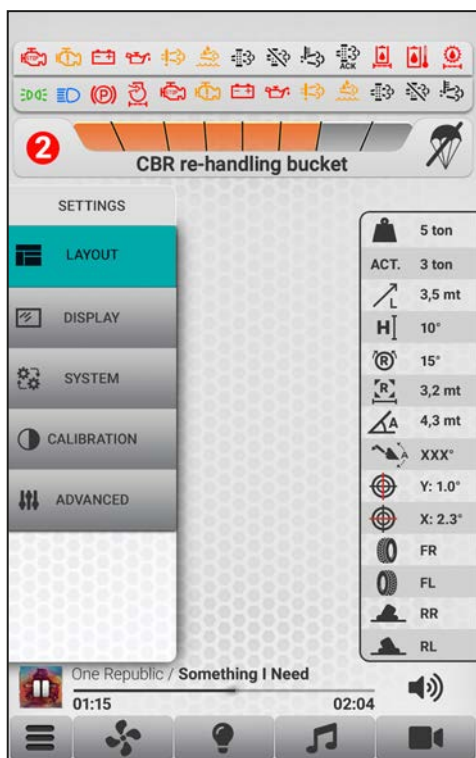 STOP
ACK
P
2
CBR re-handling bucket
SETTINGS
LAYOUT
DISPLAY
SYSTEM
CALIBRATION
ADVANCED
5 ton
ACT. 3 ton
L 3,5 mt
H 10°
R 15°
R 3,2 mt
A 4,3 mt
A XXX°
Y: 1.0°
X: 2.3°
FR
FL
RR
RL
One Republic / Something I Need
01:15 02:04